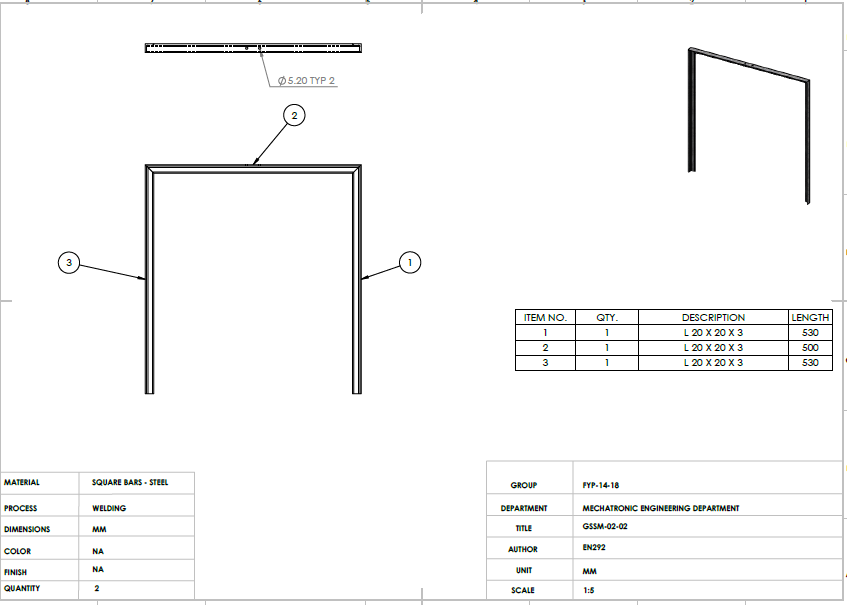 Ø 5.20 TYP 2
2
3
1
ITEM NO. QTY. DESCRIPTION LENGTH
1 1 L 20 X 20 X 3 530
2 1 L 20 X 20 X 3 500
3 1 L 20 X 20 X 3 530
MATERIAL SQUARE BARS - STEEL
PROCESS WELDING
DIMENSIONS MM
COLOR NA
FINISH NA
QUANTITY 2
GROUP FYP-14-18
DEPARTMENT MECHATRONIC ENGINEERING DEPARTMENT
TITLE GSSM-02-02
AUTHOR EN292
UNIT MM
SCALE 1:5